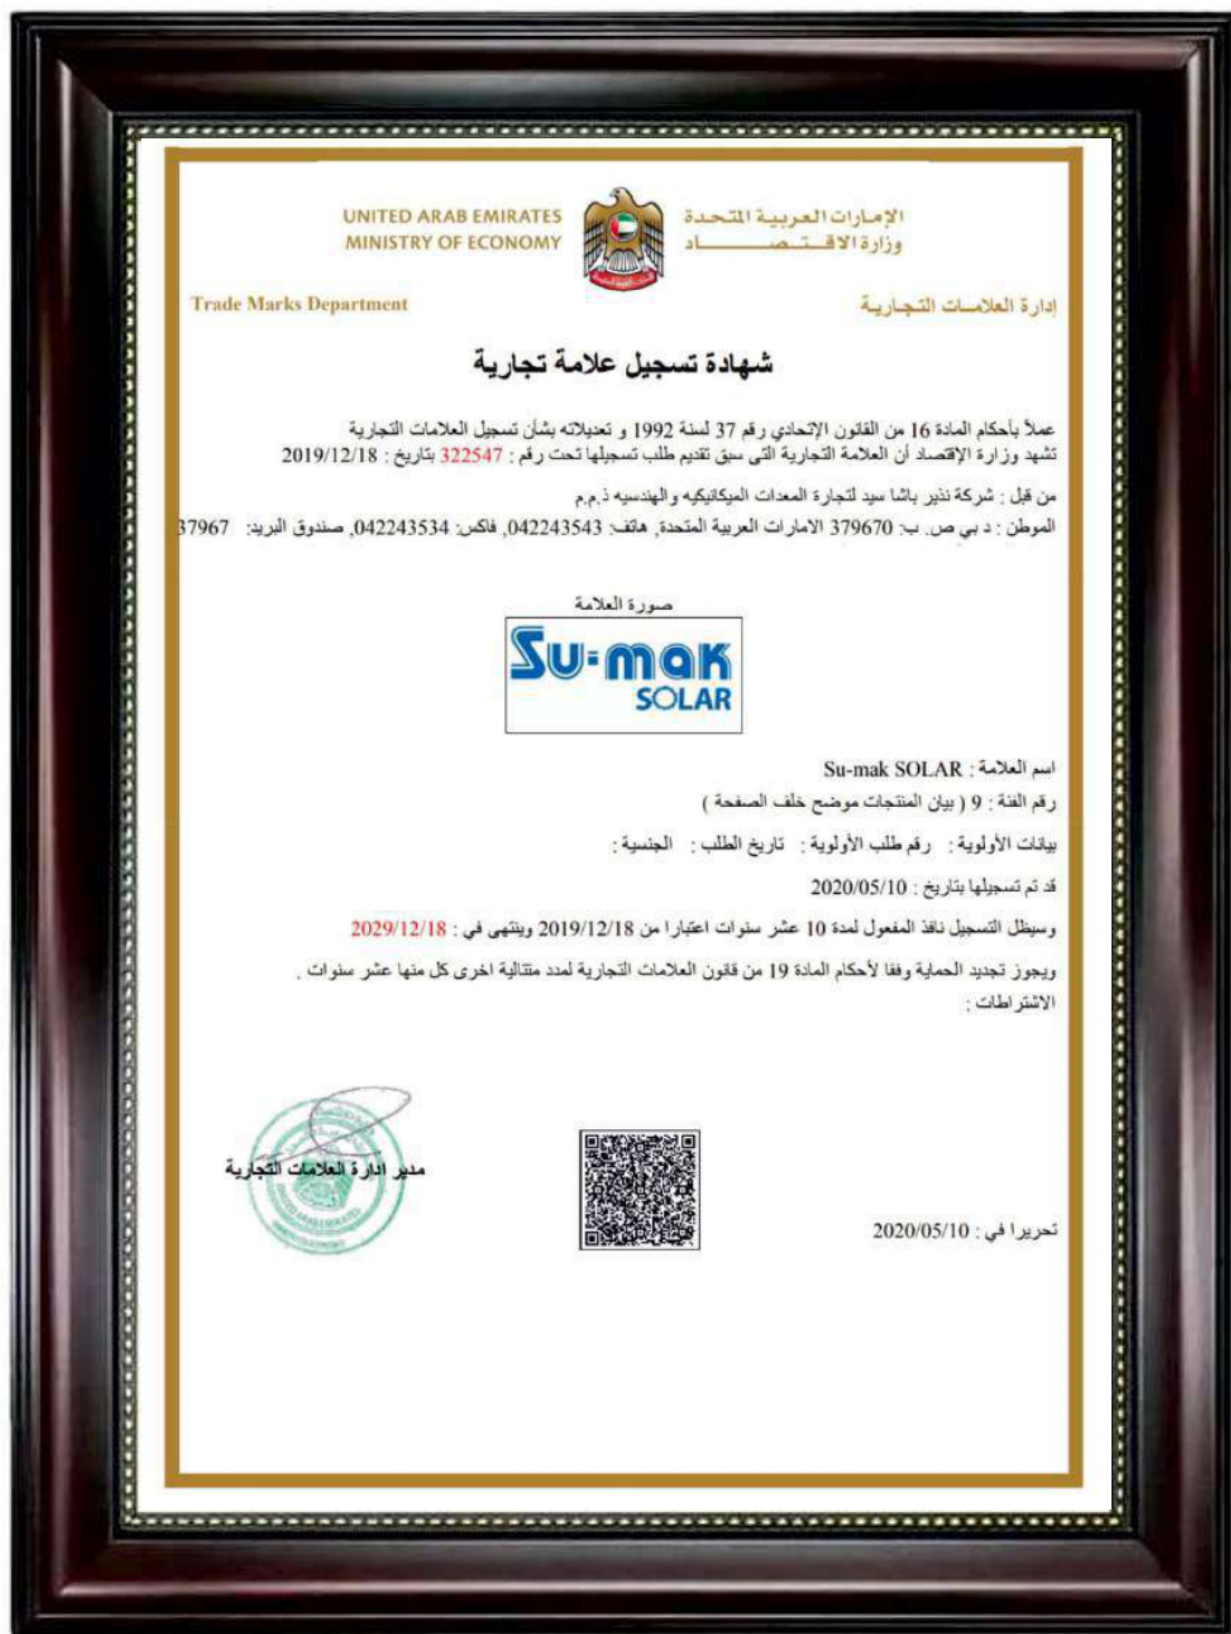 UNITED ARAB EMIRATES
MINISTRY OF ECONOMY
الإمارات العربية المتحدة
وزارة الاقتصاد
Trade Marks Department
إدارة العلامات التجارية
شهادة تسجيل علامة تجارية
عملاً بأحكام المادة 16 من القانون الإتحادي رقم 37 لسنة 1992 و تعديلاته بشأن تسجيل العلامات التجارية
تشهد وزارة الإقتصاد أن العلامة التجارية التى سبق تقديم طلب تسجيلها تحت رقم : 322547 بتاريخ : 2019/12/18
من قبل : شركة نذير باشا سيد لتجارة المعدات الميكانيكيه والهندسيه ذ.م.م
الموطن : دبي ص. ب: 379670 الامارات العربية المتحدة, هاتف: 042243543, فاكس: 042243534, صندوق البريد: 37967
صورة العلامة
Su-mak
SOLAR
اسم العلامة : Su-mak SOLAR
رقم الفئة : 9 ( بيان المنتجات موضح خلف الصفحة )
بيانات الأولوية : رقم طلب الأولوية : تاريخ الطلب : الجنسية :
قد تم تسجيلها بتاريخ : 2020/05/10
وسيظل التسجيل نافذ المفعول لمدة 10 عشر سنوات اعتبارا من 2019/12/18 وينتهى في : 2029/12/18
ويجوز تجديد الحماية وفقا لأحكام المادة 19 من قانون العلامات التجارية لمدد متتالية اخرى كل منها عشر سنوات .
الاشتراطات :
مدير ادارة العلامات التجارية
تحريرا في : 2020/05/10